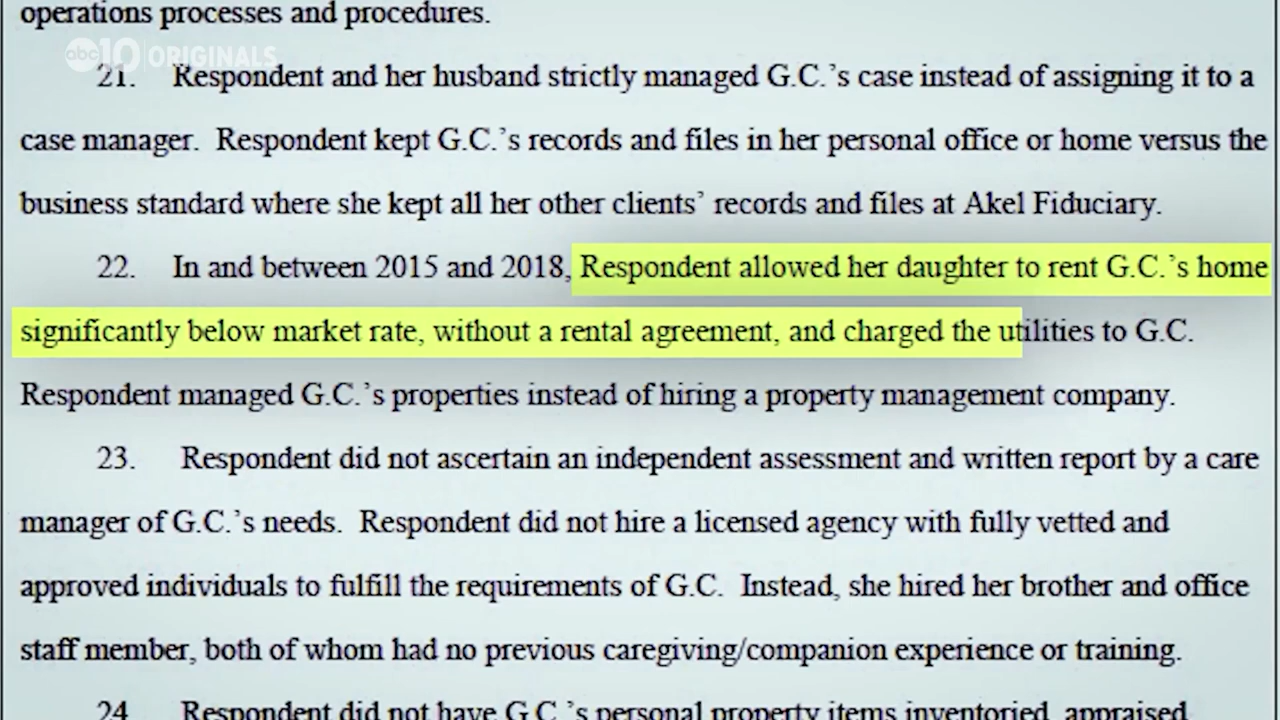 operations processes and procedures.
abc 10 ORIGINALS
21. Respondent and her husband strictly managed G.C.’s case instead of assigning it to a
case manager. Respondent kept G.C.’s records and files in her personal office or home versus the
business standard where she kept all her other clients’ records and files at Akel Fiduciary.
22. In and between 2015 and 2018, Respondent allowed her daughter to rent G.C.’s home
significantly below market rate, without a rental agreement, and charged the utilities to G.C.
Respondent managed G.C.’s properties instead of hiring a property management company.
23. Respondent did not ascertain an independent assessment and written report by a care
manager of G.C.’s needs. Respondent did not hire a licensed agency with fully vetted and
approved individuals to fulfill the requirements of G.C. Instead, she hired her brother and office
staff member, both of whom had no previous caregiving/companion experience or training.
24. Respondent did not have G.C.’s personal property items inventoried, appraised